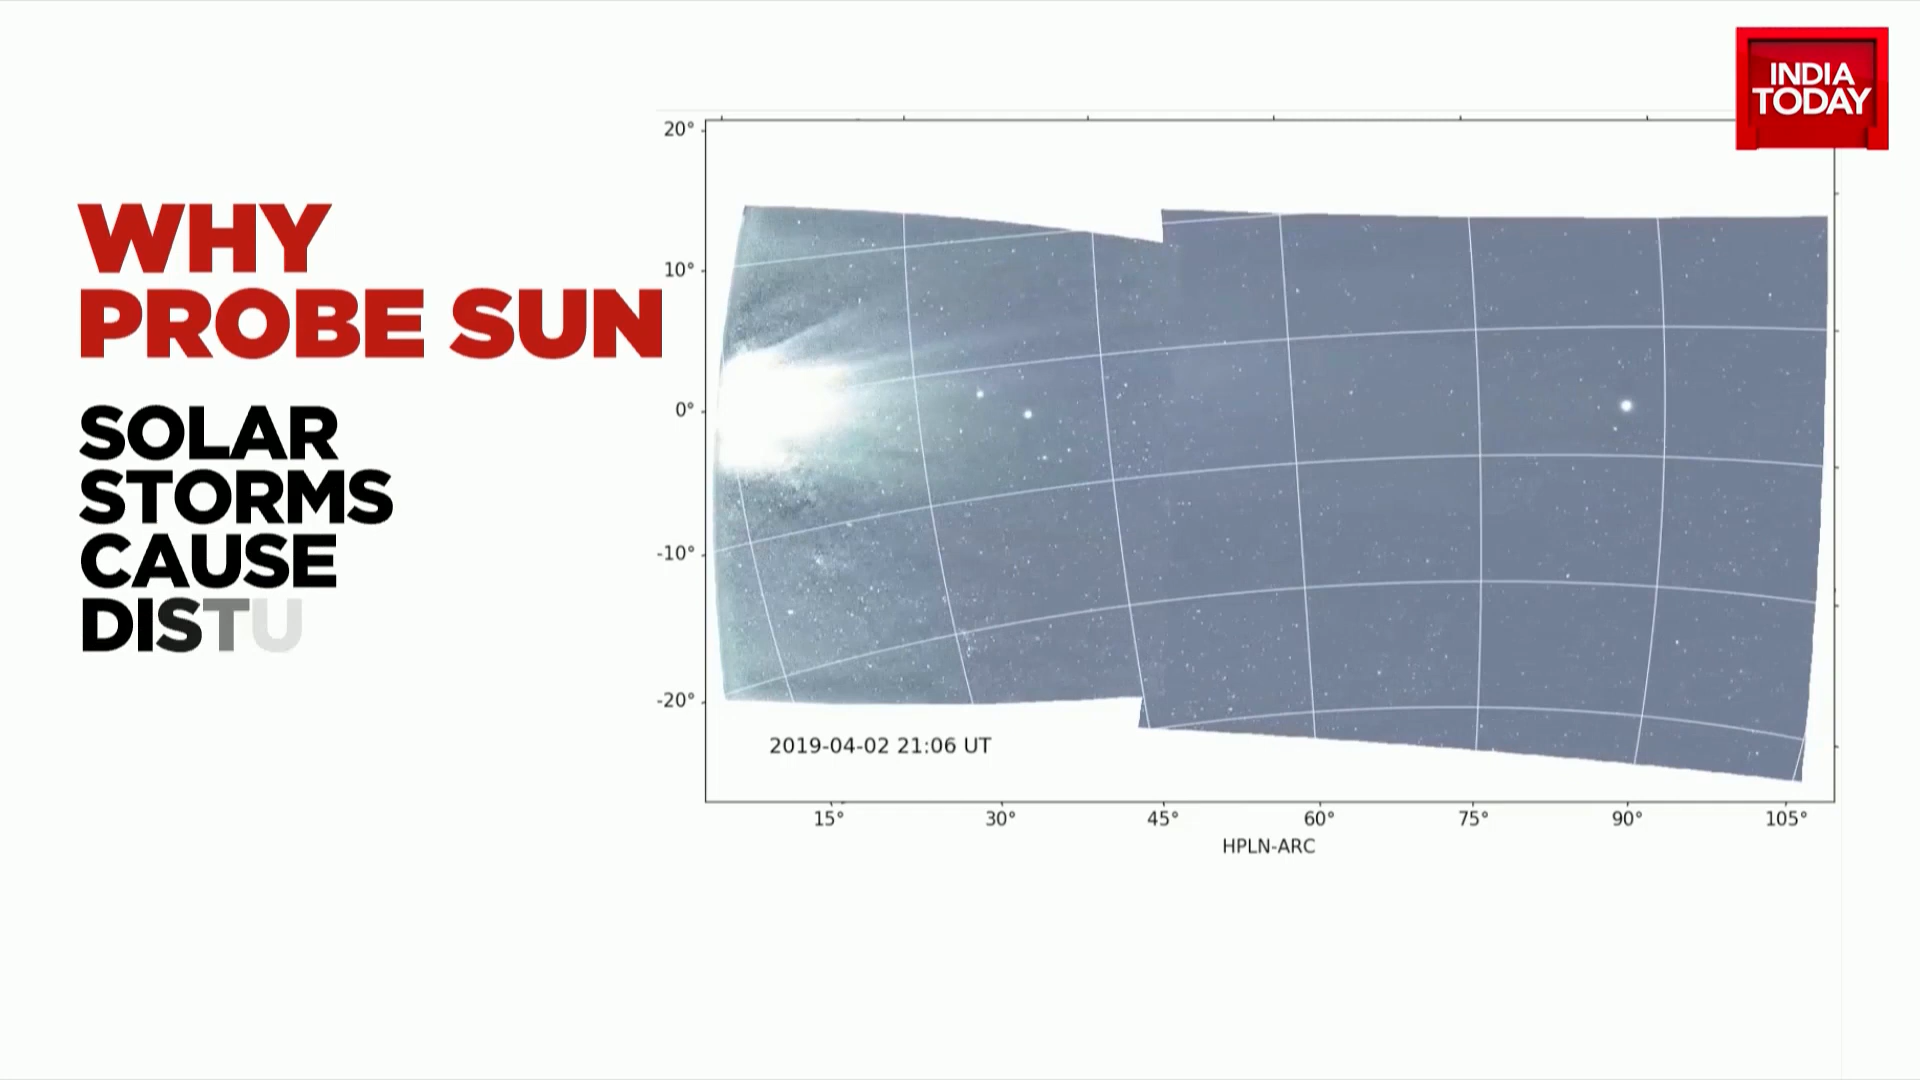 INDIA
TODAY
WHY
PROBE SUN
SOLAR
STORMS
CAUSE
DISTU
20°
10°
0°
-10°
-20°
2019-04-02 21:06 UT
15° 30° 45° 60° 75° 90° 105°
HPLN-ARC